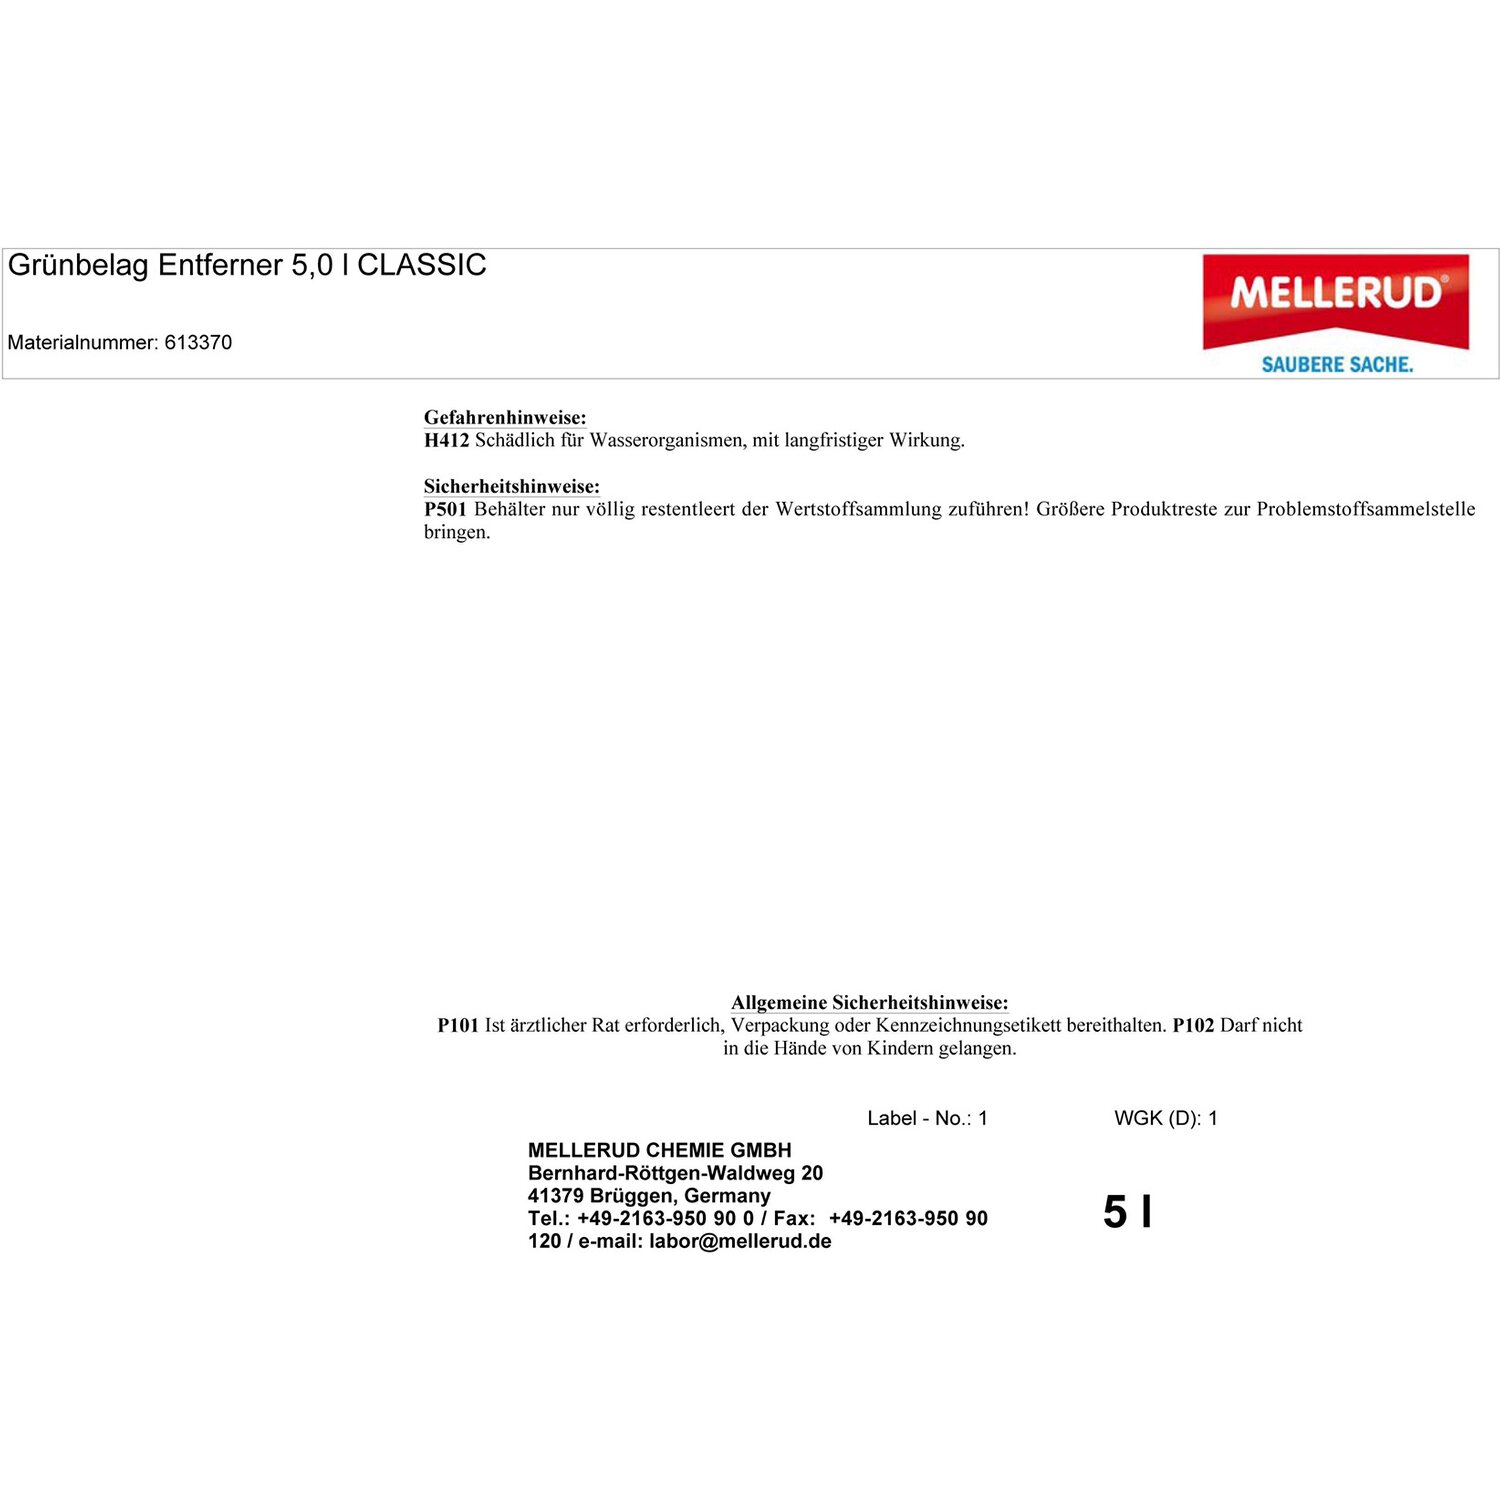 Grünbelag Entferner 5,0 l CLASSIC
Materialnummer: 613370
MELLERUD®
SAUBERE SACHE.
Gefahrenhinweise:
H412 Schädlich für Wasserorganismen, mit langfristiger Wirkung.
Sicherheitshinweise:
P501 Behälter nur völlig restentleert der Wertstoffsammlung zuführen! Größere Produktreste zur Problemstoffsammelstelle
bringen.
Allgemeine Sicherheitshinweise:
P101 Ist ärztlicher Rat erforderlich, Verpackung oder Kennzeichnungsetikett bereithalten. P102 Darf nicht
in die Hände von Kindern gelangen.
Label - No.: 1 WGK (D): 1
MELLERUD CHEMIE GMBH
Bernhard-Röttgen-Waldweg 20
41379 Brüggen, Germany
Tel.: +49-2163-950 90 0 / Fax: +49-2163-950 90
120 / e-mail: labor@mellerud.de
5 l